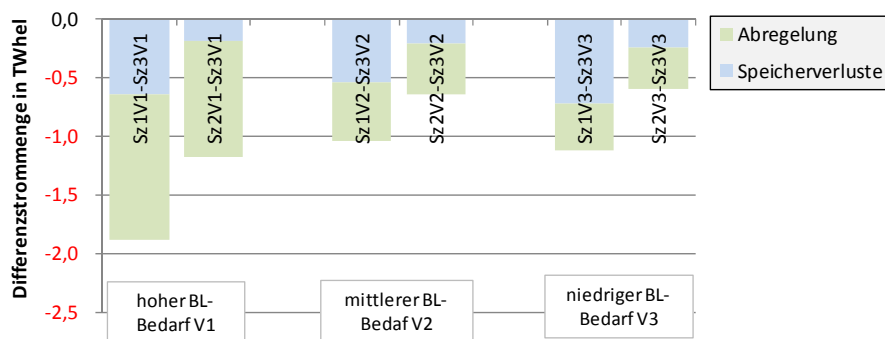 Differenzstrommenge in TWhel
0,0
-0,5
-1,0
-1,5
-2,0
-2,5
Sz1V1-Sz3V1
Sz2V1-Sz3V1
Sz1V2-Sz3V2
Sz2V2-Sz3V2
Sz1V3-Sz3V3
Sz2V3-Sz3V3
hoher BL-
Bedarf V1
mittlerer BL-
Bedaf V2
niedriger BL-
Bedarf V3
Abregelung
Speicherverluste